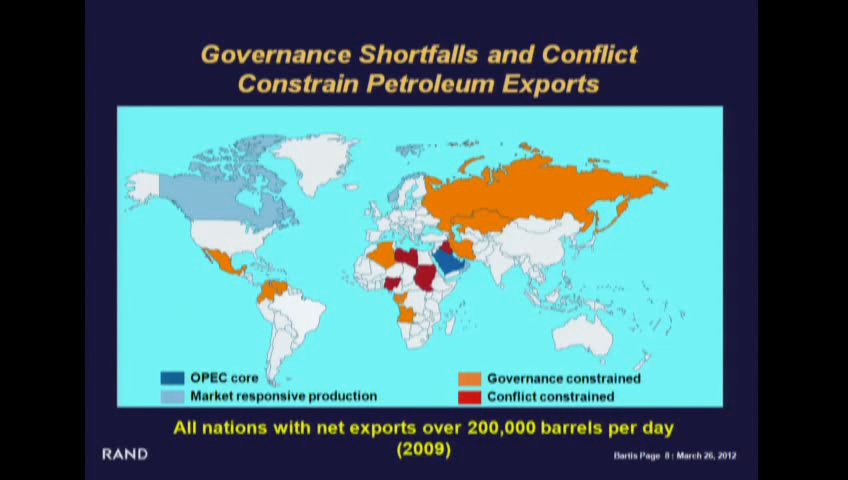 Governance Shortfalls and Conflict
Constrain Petroleum Exports
OPEC core
Market responsive production
Governance constrained
Conflict constrained
All nations with net exports over 200,000 barrels per day
(2009)
RAND
Bartis Page 8 : March 26, 2012